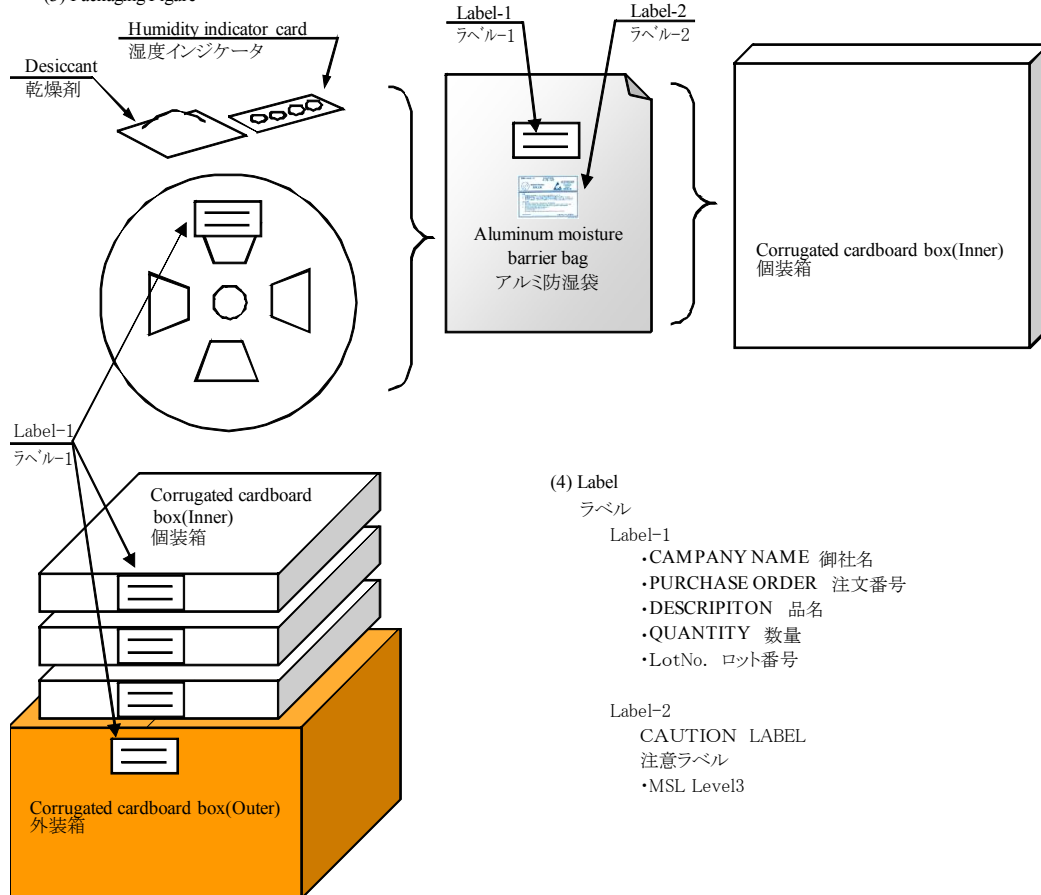 Humidity indicator card
湿度インジケータ
Desiccant
乾燥剤
Label-1
ラベル-1
Label-2
ラベル-2
Aluminum moisture
barrier bag
アルミ防湿袋
Corrugated cardboard box(Inner)
個装箱
Label-1
ラベル-1
Corrugated cardboard
box(Inner)
個装箱
Corrugated cardboard box(Outer)
外装箱
(4) Label
ラベル
Label-1
・CAMPANY NAME 御社名
・PURCHASE ORDER 注文番号
・DESCRIPITON 品名
・QUANTITY 数量
・LotNo. ロット番号
Label-2
CAUTION LABEL
注意ラベル
・MSL Level3